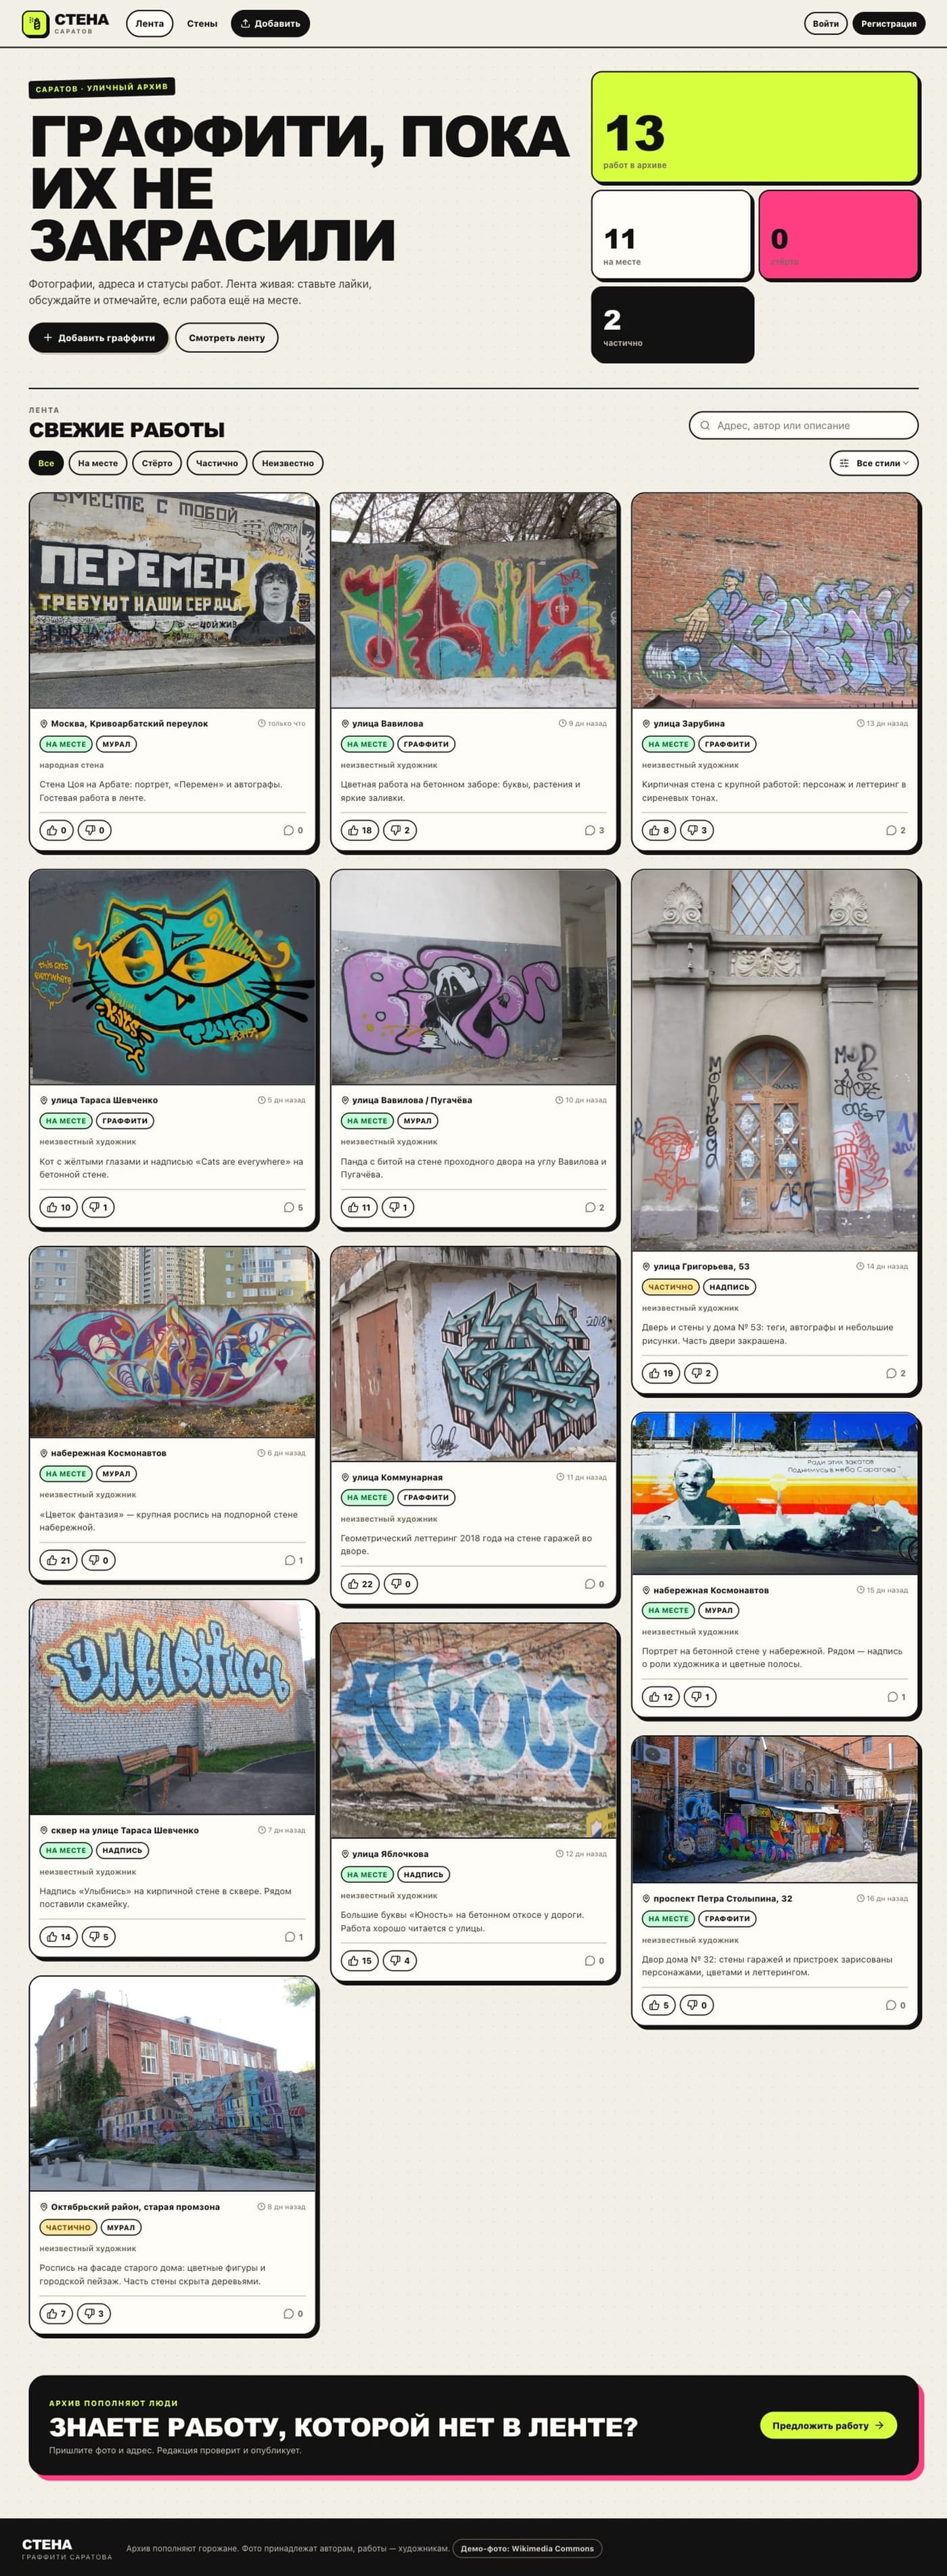 СТЕНА
САРАТОВ
Лента
Стены
Добавить
Войти
Регистрация
САРАТОВ · УЛИЧНЫЙ АРХИВ
ГРАФФИТИ, ПОКА
ИХ НЕ
ЗАКРАСИЛИ
Фотографии, адреса и статусы работ. Лента живая: ставьте лайки,
обсуждайте и отмечайте, если работа ещё на месте.
Добавить граффити
Смотреть ленту
13
работ в архиве
11
на месте
0
стёрто
2
частично
ЛЕНТА
СВЕЖИЕ РАБОТЫ
Адрес, автор или описание
Все
На месте
Стёрто
Частично
Неизвестно
Все стили
ВМЕСТЕ С ТОБОЙ
ПЕРЕМЕН
ТРЕБУЮТ НАШИ СЕРДЦА
ЦОЙ ЖИВ
Москва, Кривоарбатский переулок
только что
НА МЕСТЕ
МУРАЛ
народная стена
Стена Цоя на Арбате: портрет, «Перемен» и автографы.
Гостевая работа в ленте.
0
0
0
улица Вавилова
9 дн назад
НА МЕСТЕ
ГРАФФИТИ
неизвестный художник
Цветная работа на бетонном заборе: буквы, растения и
яркие заливки.
18
2
3
улица Зарубина
13 дн назад
НА МЕСТЕ
ГРАФФИТИ
неизвестный художник
Кирпичная стена с крупной работой: персонаж и леттеринг в
сиреневых тонах.
8
3
2
this cats
everywhere
улица Тараса Шевченко
5 дн назад
НА МЕСТЕ
ГРАФФИТИ
неизвестный художник
Кот с жёлтыми глазами и надписью «Cats are everywhere» на
бетонной стене.
10
1
5
улица Вавилова / Пугачёва
10 дн назад
НА МЕСТЕ
МУРАЛ
неизвестный художник
Панда с битой на стене проходного двора на углу Вавилова и
Пугачёва.
11
1
2
улица Григорьева, 53
14 дн назад
ЧАСТИЧНО
НАДПИСЬ
неизвестный художник
Дверь и стены у дома № 53: теги, автографы и небольшие
рисунки. Часть двери закрашена.
19
2
2
набережная Космонавтов
6 дн назад
НА МЕСТЕ
МУРАЛ
неизвестный художник
«Цветок фантазия» — крупная роспись на подпорной стене
набережной.
21
0
1
2018
улица Коммунарная
11 дн назад
НА МЕСТЕ
ГРАФФИТИ
неизвестный художник
Геометрический леттеринг 2018 года на стене гаражей во
дворе.
22
0
0
Ради этих закатов
Поднимусь в небо Саратова
набережная Космонавтов
15 дн назад
НА МЕСТЕ
МУРАЛ
неизвестный художник
Портрет на бетонной стене у набережной. Рядом — надпись
о роли художника и цветные полосы.
12
1
1
УЛЫБНИСЬ
сквер на улице Тараса Шевченко
7 дн назад
НА МЕСТЕ
НАДПИСЬ
неизвестный художник
Надпись «Улыбнись» на кирпичной стене в сквере. Рядом
поставили скамейку.
14
5
1
улица Яблочкова
12 дн назад
НА МЕСТЕ
НАДПИСЬ
неизвестный художник
Большие буквы «Юность» на бетонном откосе у дороги.
Работа хорошо читается с улицы.
15
4
0
проспект Петра Столыпина, 32
16 дн назад
НА МЕСТЕ
ГРАФФИТИ
неизвестный художник
Двор дома № 32: стены гаражей и пристроек зарисованы
персонажами, цветами и леттерингом.
5
0
0
Октябрьский район, старая промзона
8 дн назад
ЧАСТИЧНО
МУРАЛ
неизвестный художник
Роспись на фасаде старого дома: цветные фигуры и
городской пейзаж. Часть стены скрыта деревьями.
7
3
0
АРХИВ ПОПОЛНЯЮТ ЛЮДИ
ЗНАЕТЕ РАБОТУ, КОТОРОЙ НЕТ В ЛЕНТЕ?
Пришлите фото и адрес. Редакция проверит и опубликует.
Предложить работу
СТЕНА
ГРАФФИТИ САРАТОВА
Архив пополняют горожане. Фото принадлежат авторам, работы — художникам.
Демо-фото: Wikimedia Commons